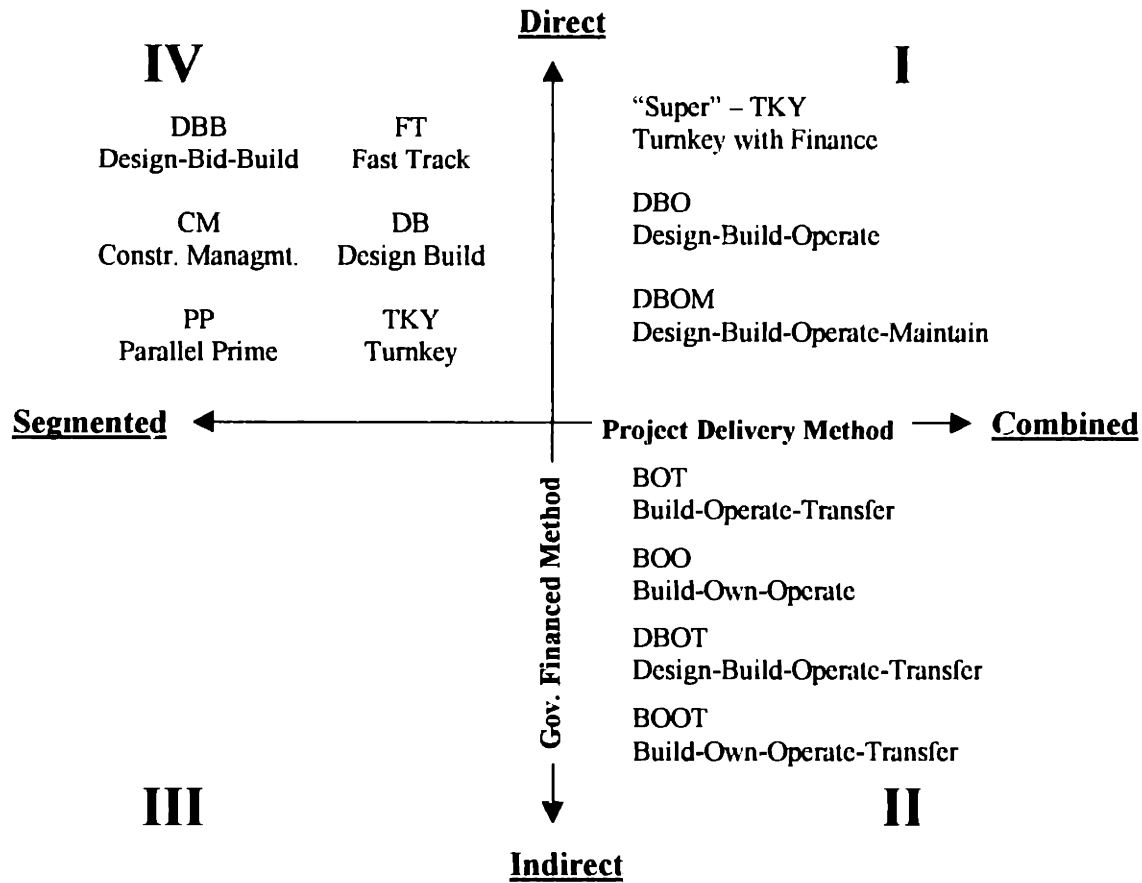 Direct
IV
I
DBB
Design-Bid-Build
FT
Fast Track
CM
Constr. Managmt.
DB
Design Build
PP
Parallel Prime
TKY
Turnkey
"Super" – TKY
Turnkey with Finance
DBO
Design-Build-Operate
DBOM
Design-Build-Operate-Maintain
Segmented
Project Delivery Method
Combined
Gov. Financed Method
BOT
Build-Operate-Transfer
BOO
Build-Own-Operate
DBOT
Design-Build-Operate-Transfer
BOOT
Build-Own-Operate-Transfer
III
II
Indirect